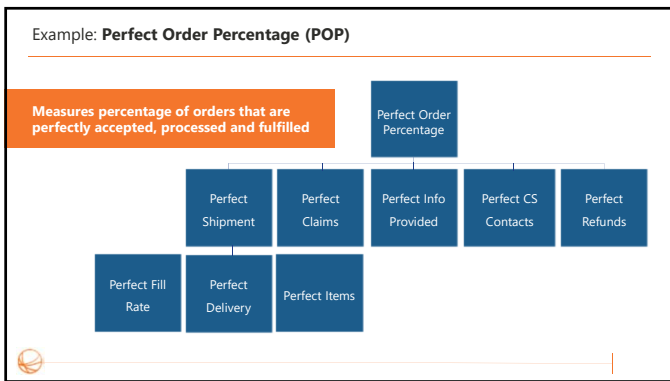 Example: Perfect Order Percentage (POP)
Measures percentage of orders that are
perfectly accepted, processed and fulfilled
Perfect Order
Percentage
Perfect
Shipment
Perfect
Claims
Perfect Info
Provided
Perfect CS
Contacts
Perfect
Refunds
Perfect Fill
Rate
Perfect
Delivery
Perfect Items